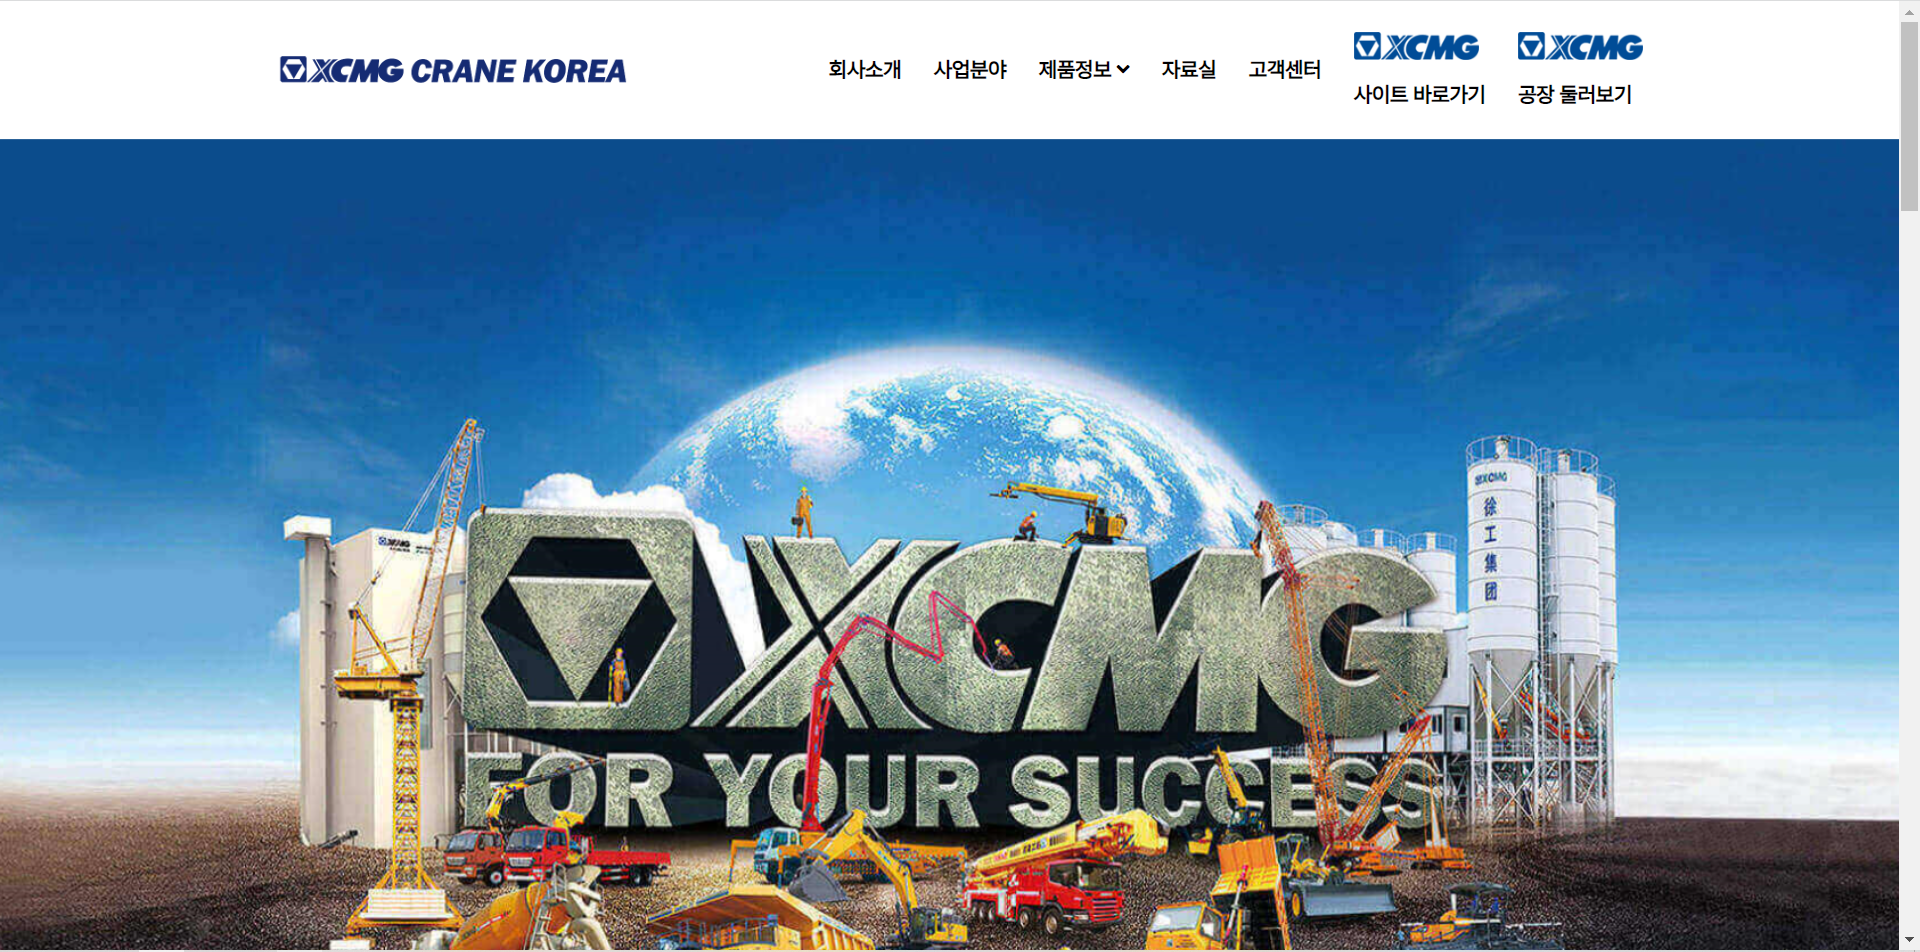 XCMG CRANE KOREA
회사소개
사업분야
제품정보
자료실
고객센터
XCMG
사이트 바로가기
XCMG
공장 둘러보기
XCMG
XCMG
徐工集团
XCMG
FOR YOUR SUCCESS